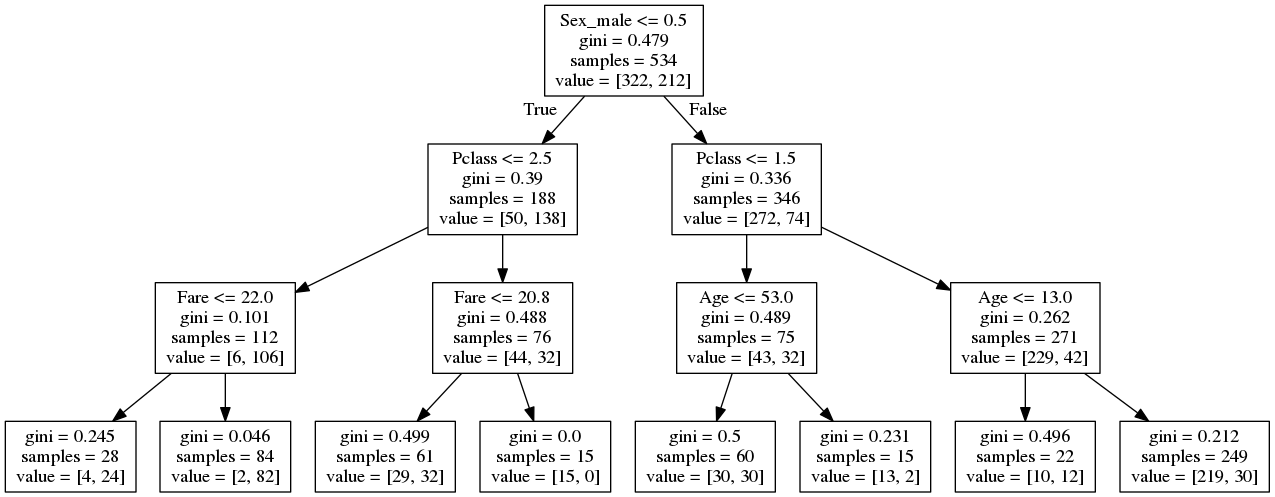 Sex_male <= 0.5
gini = 0.479
samples = 534
value = [322, 212]
True
False
Pclass <= 2.5
gini = 0.39
samples = 188
value = [50, 138]
Pclass <= 1.5
gini = 0.336
samples = 346
value = [272, 74]
Fare <= 22.0
gini = 0.101
samples = 112
value = [6, 106]
Fare <= 20.8
gini = 0.488
samples = 76
value = [44, 32]
Age <= 53.0
gini = 0.489
samples = 75
value = [43, 32]
Age <= 13.0
gini = 0.262
samples = 271
value = [229, 42]
gini = 0.245
samples = 28
value = [4, 24]
gini = 0.046
samples = 84
value = [2, 82]
gini = 0.499
samples = 61
value = [29, 32]
gini = 0.0
samples = 15
value = [15, 0]
gini = 0.5
samples = 60
value = [30, 30]
gini = 0.231
samples = 15
value = [13, 2]
gini = 0.496
samples = 22
value = [10, 12]
gini = 0.212
samples = 249
value = [219, 30]